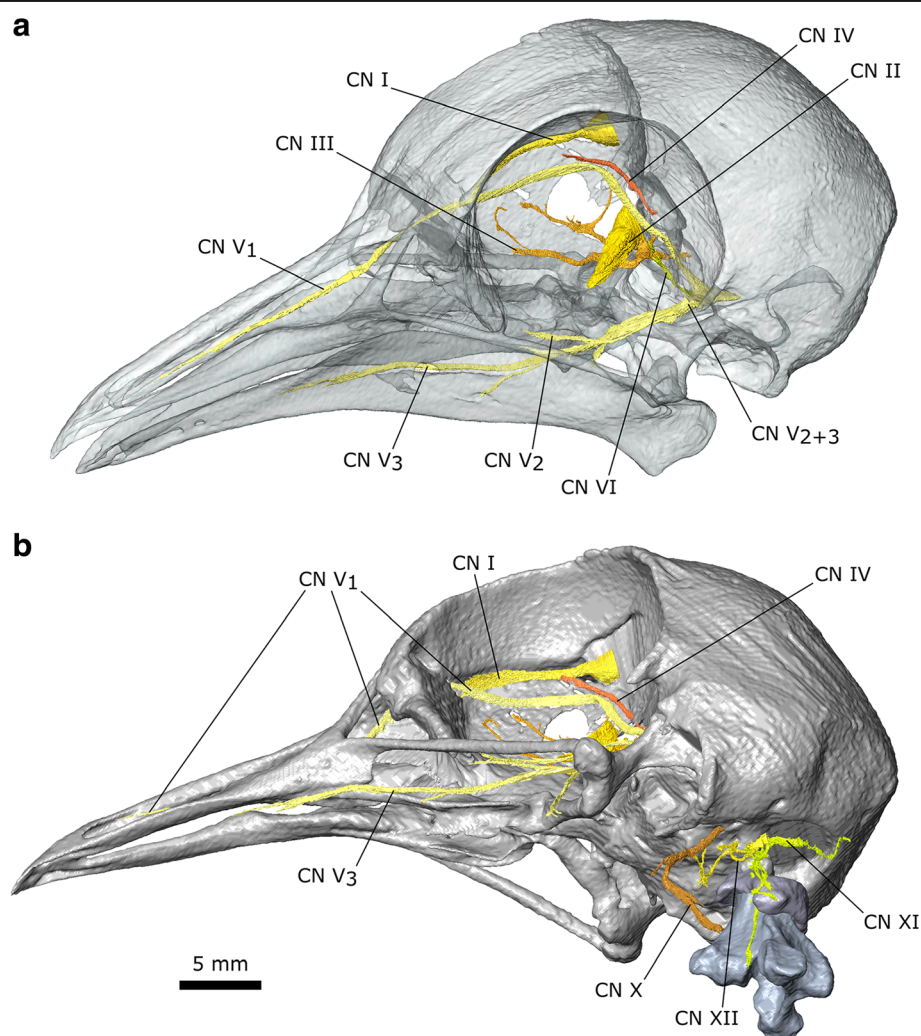 a
CN IV
CN I
CN II
CN III
CN V1
CN V2+3
CN V3
CN V2
CN VI
b
CN V1
CN I
CN IV
CN V3
CN XI
5 mm
CN X
CN XII